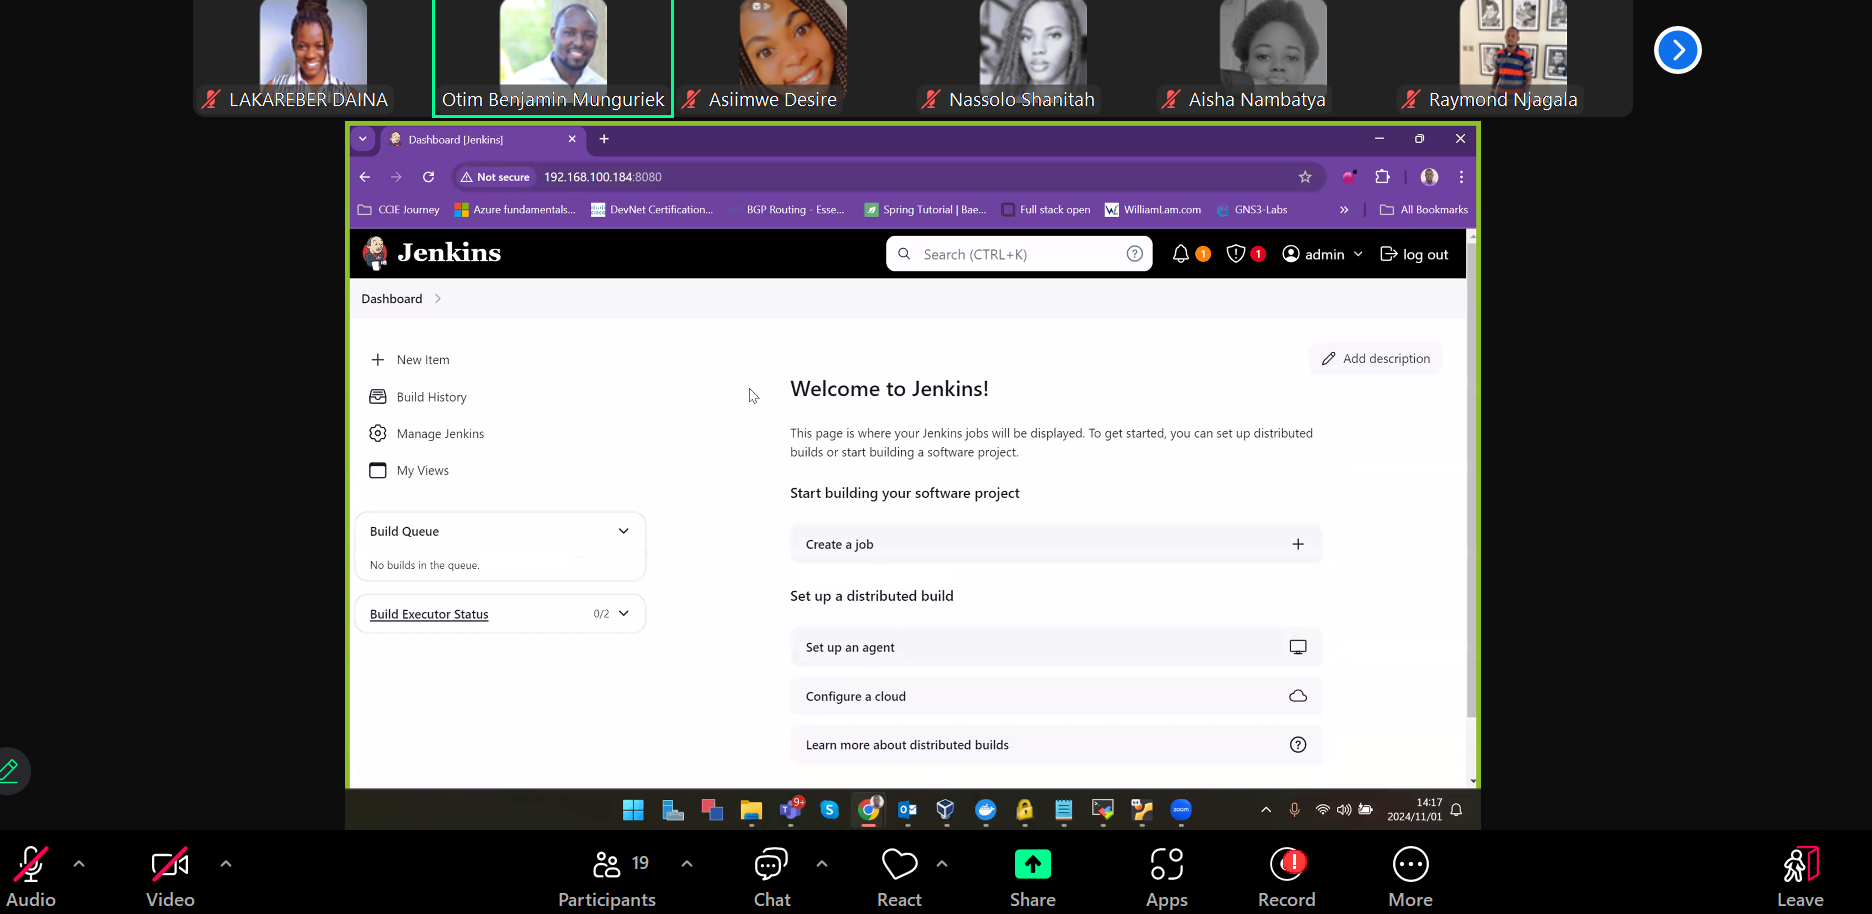 LAKAREBER DAINA
Otim Benjamin Munguriek
Asiimwe Desire
Nassolo Shanitah
Aisha Nambatya
Raymond Njagala
Dashboard [Jenkins]
Not secure 192.168.100.184:8080
CCIE Journey
Azure fundamentals...
DevNet Certification...
BGP Routing - Esse...
Spring Tutorial | Bae...
Full stack open
WilliamLam.com
GNS3-Labs
All Bookmarks
Jenkins
Search (CTRL+K)
1
1
admin
log out
Dashboard
New Item
Build History
Manage Jenkins
My Views
Build Queue
No builds in the queue.
Build Executor Status 0/2
Add description
Welcome to Jenkins!
This page is where your Jenkins jobs will be displayed. To get started, you can set up distributed
builds or start building a software project.
Start building your software project
Create a job
Set up a distributed build
Set up an agent
Configure a cloud
Learn more about distributed builds
9+
zoom
14:17
2024/11/01
Audio
Video
19
Participants
Chat
React
Share
Apps
Record
More
Leave